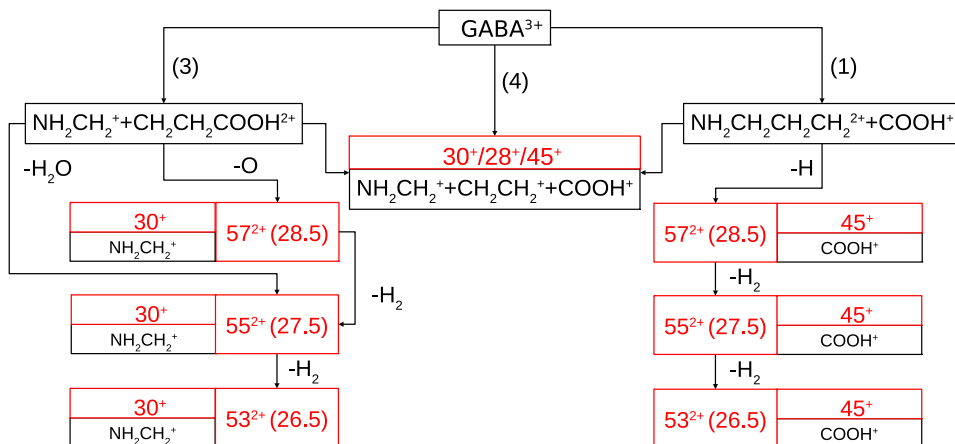 GABA³⁺
(3)
(4)
(1)
NH₂CH₂⁺+CH₂CH₂COOH²⁺
NH₂CH₂CH₂CH₂²⁺+COOH⁺
30⁺/28⁺/45⁺
NH₂CH₂⁺+CH₂CH₂⁺+COOH⁺
-H₂O
-O
-H
30⁺
NH₂CH₂⁺
57²⁺(28.5)
57²⁺(28.5)
45⁺
COOH⁺
-H₂
-H₂
30⁺
NH₂CH₂⁺
55²⁺(27.5)
55²⁺(27.5)
45⁺
COOH⁺
-H₂
-H₂
30⁺
NH₂CH₂⁺
53²⁺(26.5)
53²⁺(26.5)
45⁺
COOH⁺